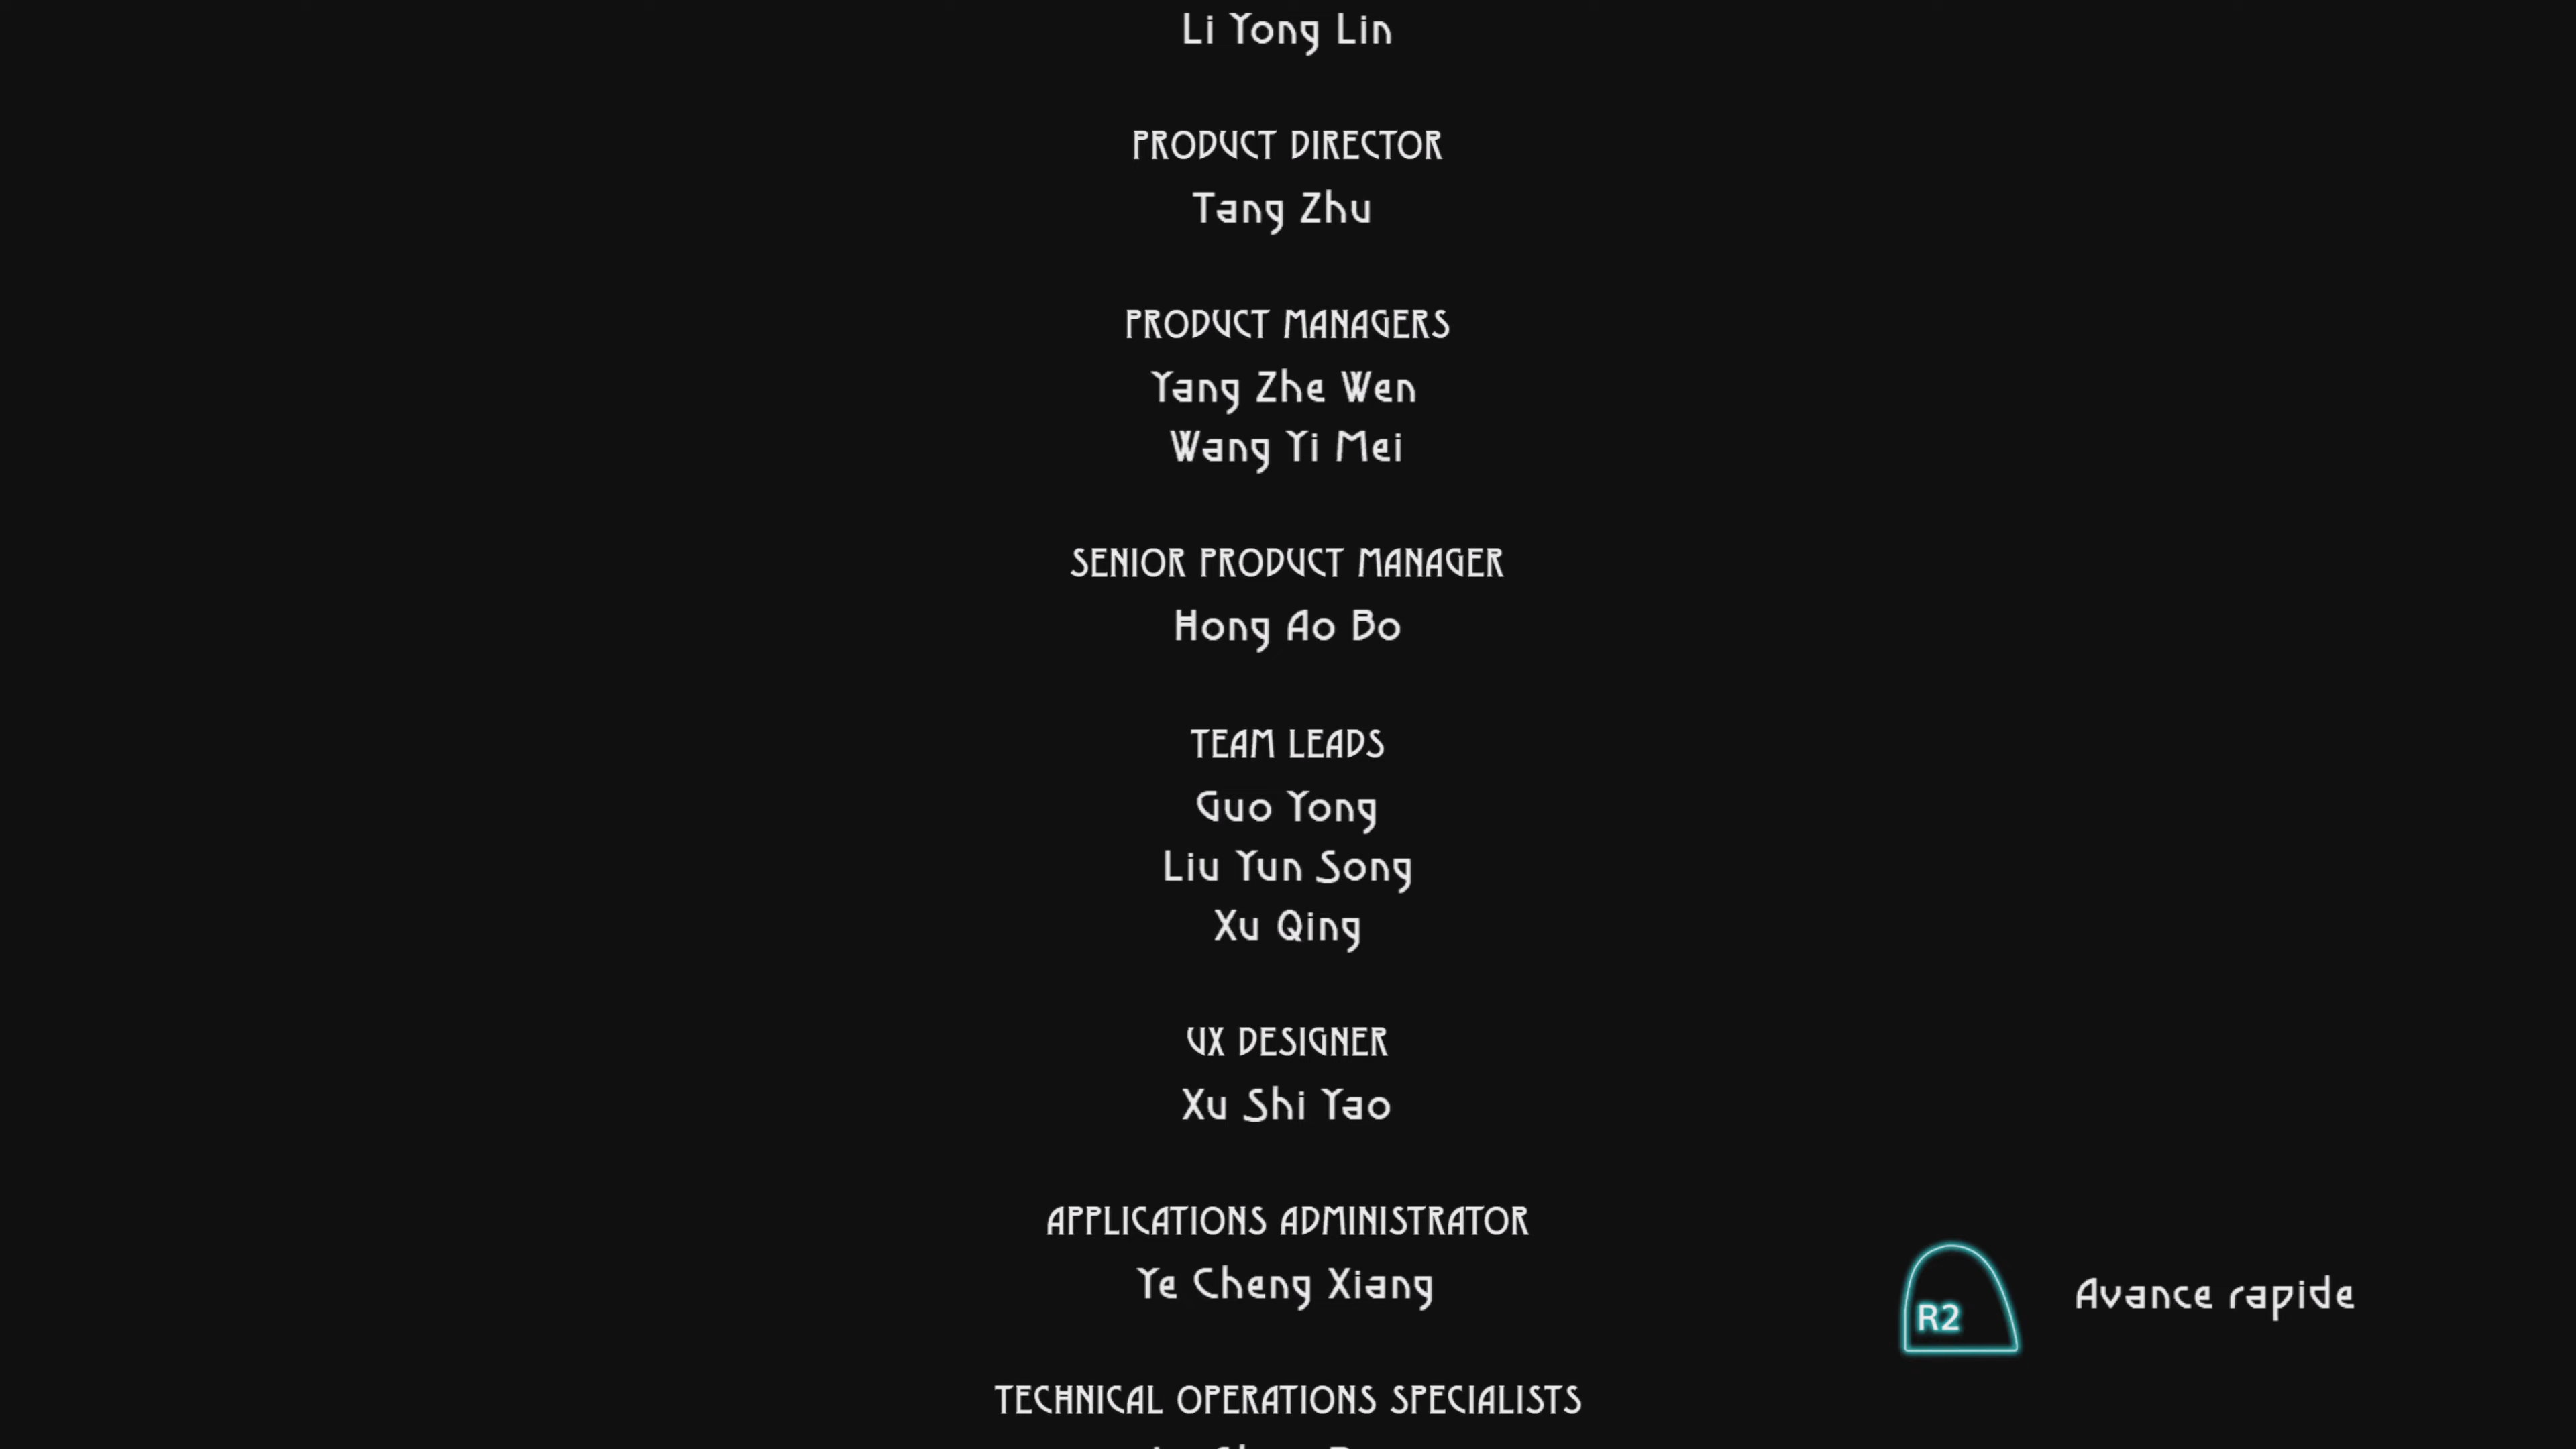 Li Yong Lin
PRODUCT DIRECTOR
Tang Zhu
PRODUCT MANAGERS
Yang Zhe Wen
Wang Yi Mei
SENIOR PRODUCT MANAGER
Hong Ao Bo
TEAM LEADS
Guo Yong
Liu Yun Song
Xu Qing
UX DESIGNER
Xu Shi Yao
APPLICATIONS ADMINISTRATOR
Ye Cheng Xiang
R2 Avance rapide
TECHNICAL OPERATIONS SPECIALISTS